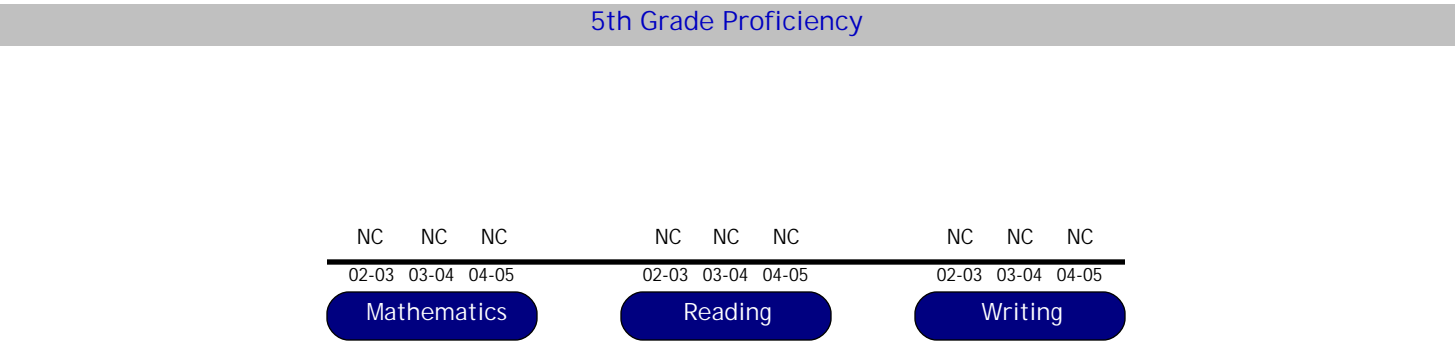 5th Grade Proficiency
NC NC NC NC NC NC NC NC NC
02-03 03-04 04-05 02-03 03-04 04-05 02-03 03-04 04-05
Mathematics Reading Writing